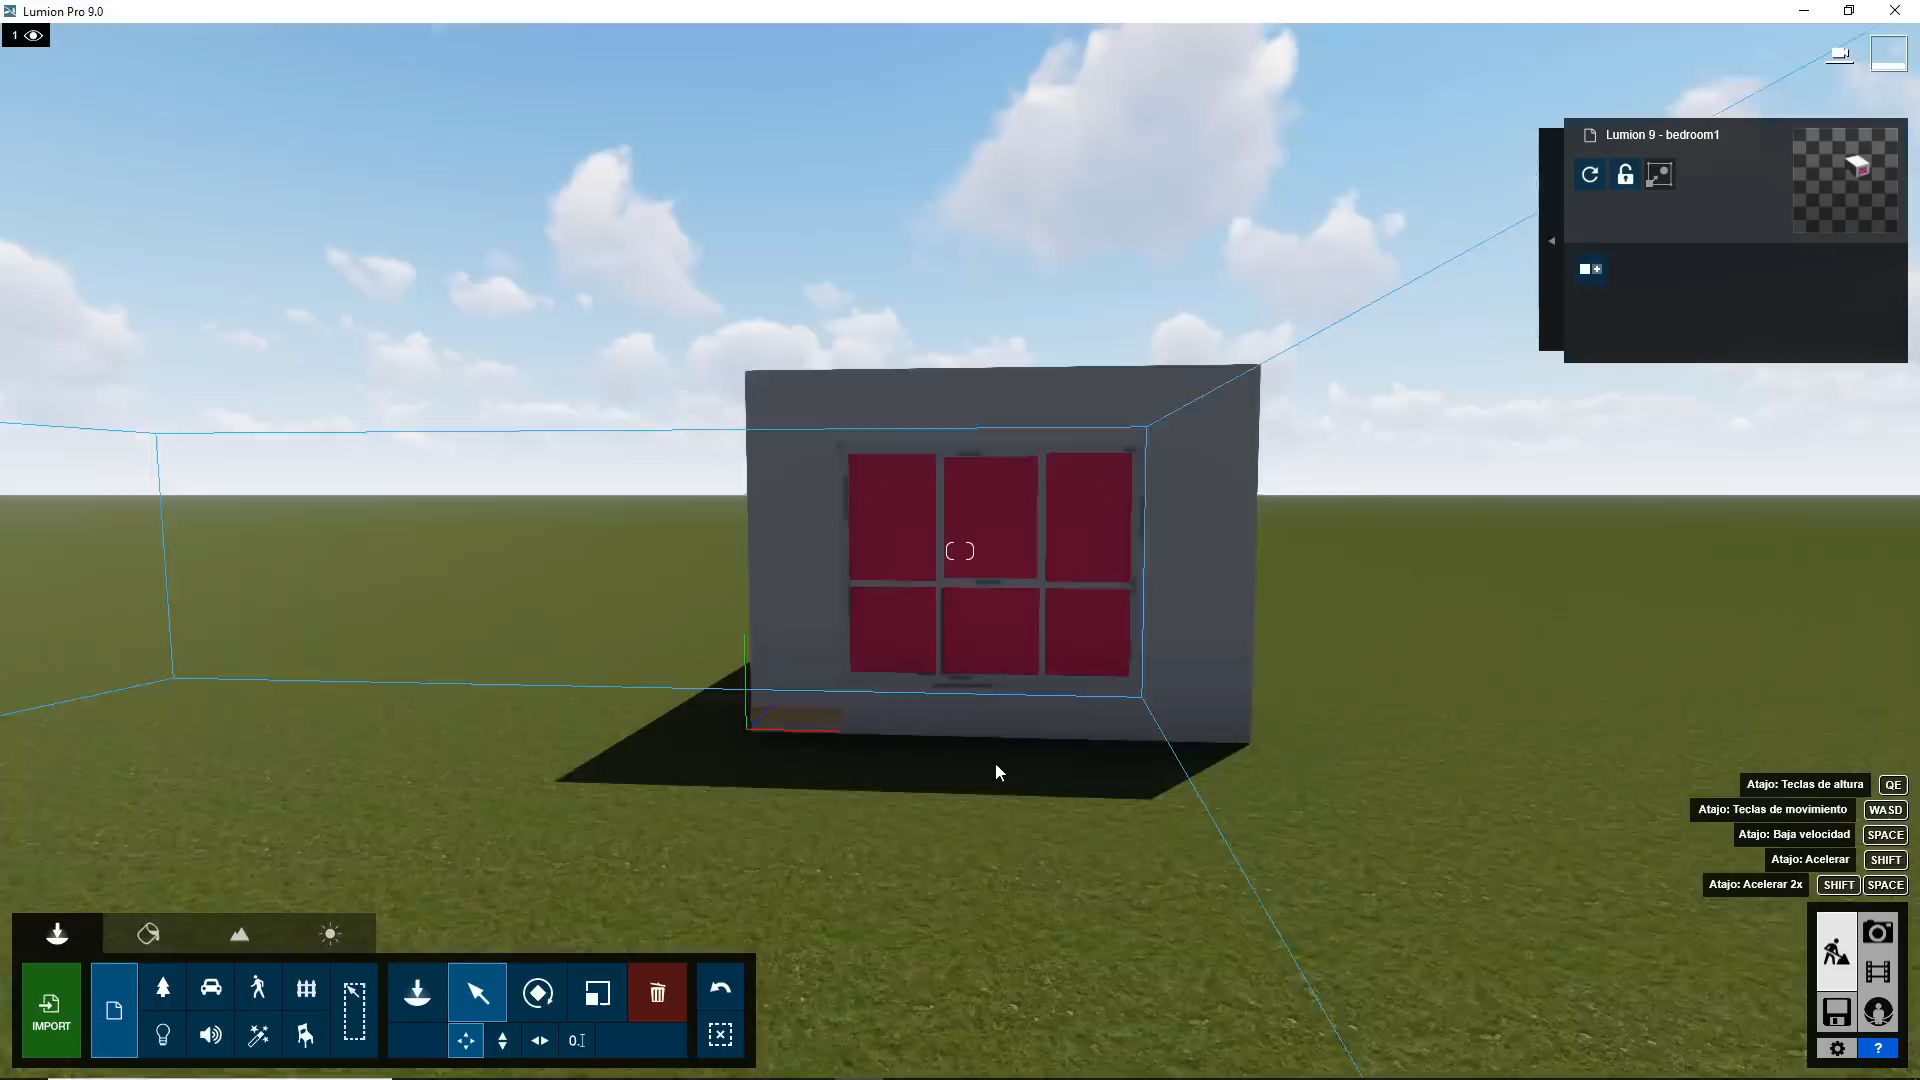 Lumion Pro 9.0
1
Lumion 9 - bedroom1
Atajo: Teclas de altura QE
Atajo: Teclas de movimiento WASD
Atajo: Baja velocidad SPACE
Atajo: Acelerar SHIFT
Atajo: Acelerar 2x SHIFT SPACE
IMPORT
0.
?